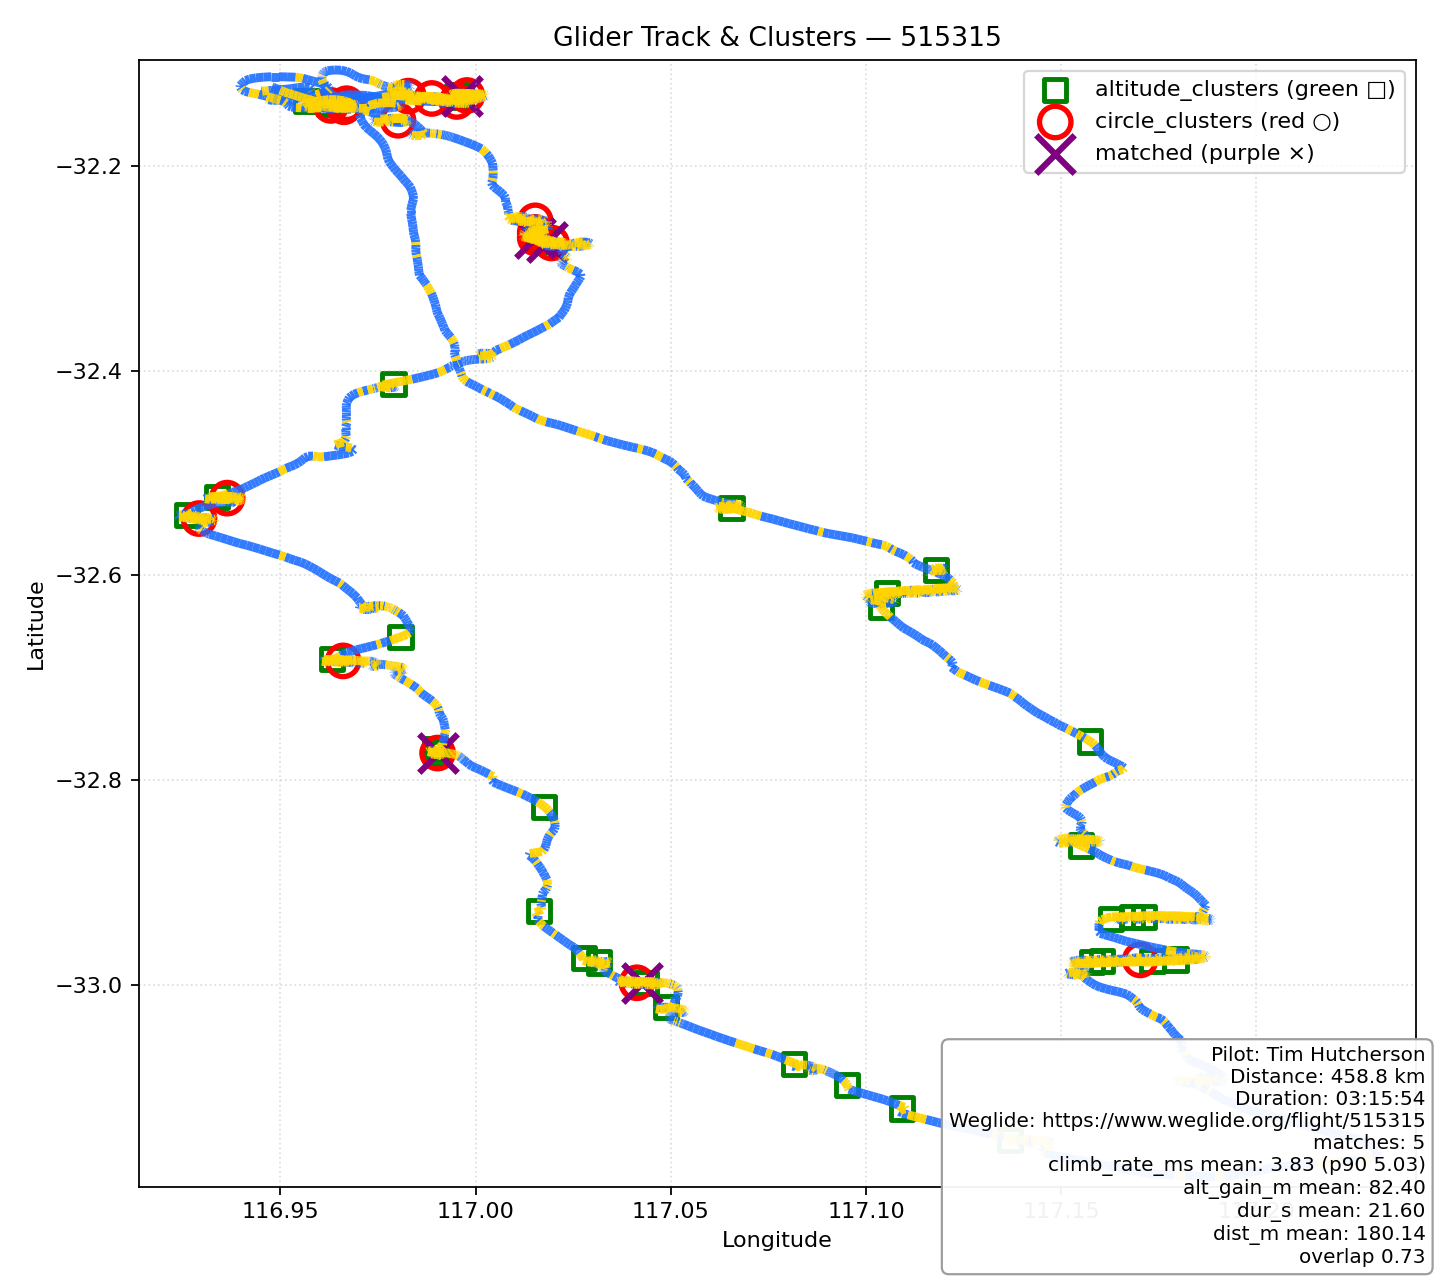 Glider Track & Clusters — 515315
altitude_clusters (green □)
circle_clusters (red ○)
matched (purple ×)
−32.2
−32.4
−32.6
−32.8
−33.0
Latitude
116.95
117.00
117.05
117.10
117.15
Longitude
Pilot: Tim Hutcherson
Distance: 458.8 km
Duration: 03:15:54
Weglide: https://www.weglide.org/flight/515315
matches: 5
climb_rate_ms mean: 3.83 (p90 5.03)
alt_gain_m mean: 82.40
dur_s mean: 21.60
dist_m mean: 180.14
overlap 0.73